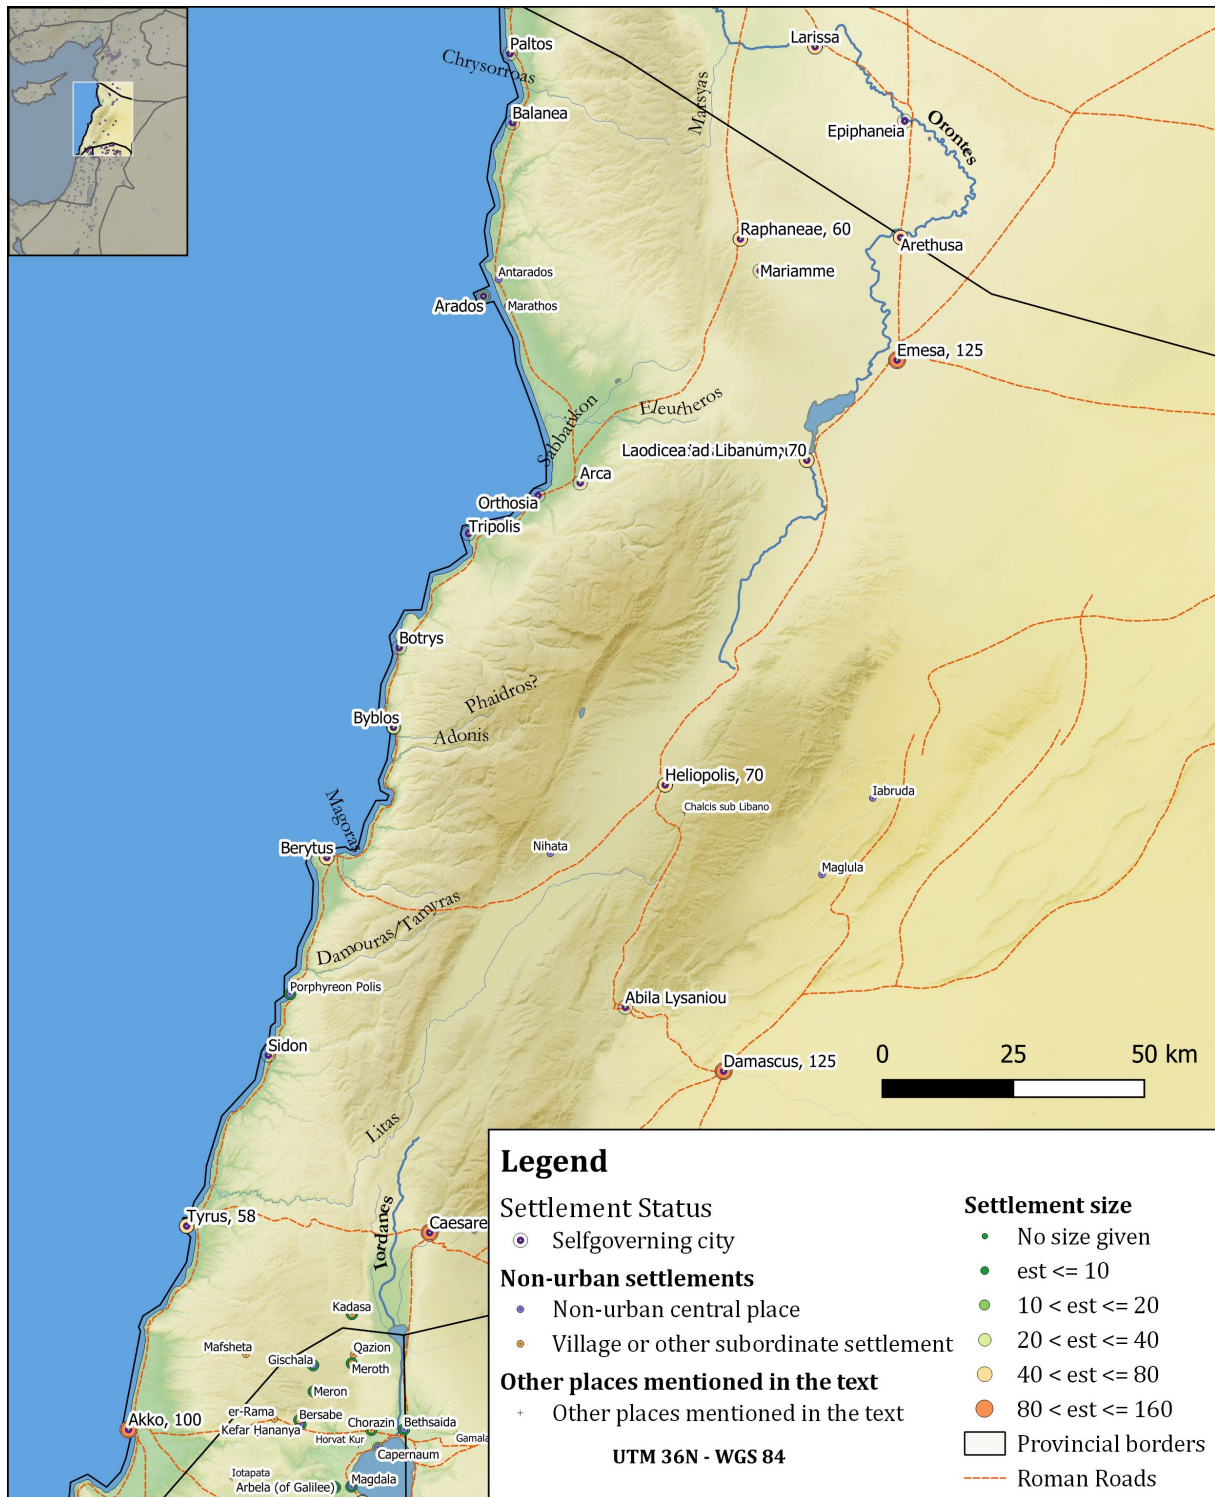 Paltos
Larissa
Chrysorroas
Marsyas
Balanea
Epiphaneia
Orontes
Raphaneae, 60
Arethusa
Antarados
Mariamme
Arados
Marathos
Emesa, 125
Eleutheros
Sabbatikon
Laodicea ad Libanum, 70
Arca
Orthosia
Tripolis
Botrys
Phaidros?
Byblos
Adonis
Heliopolis, 70
Iabruda
Chalcis sub Libano
Magoras
Berytus
Nihata
Maglula
Damouras/Tamyras
Porphyreon Polis
Abila Lysaniou
Sidon
Damascus, 125
0 25 50 km
Litas
Iordanes
Tyrus, 58
Caesare
Kadasa
Mafsheta
Qazion
Gischala
Meroth
Meron
er-Rama
Bersabe
Akko, 100
Kefar Hananya
Chorazin
Bethsaida
Horvat Kur
Gamala
Capernaum
Iotapata
Magdala
Arbela (of Galilee)
Legend
Settlement Status
Selfgoverning city
Non-urban settlements
Non-urban central place
Village or other subordinate settlement
Other places mentioned in the text
Other places mentioned in the text
UTM 36N - WGS 84
Settlement size
No size given
est <= 10
10 < est <= 20
20 < est <= 40
40 < est <= 80
80 < est <= 160
Provincial borders
Roman Roads